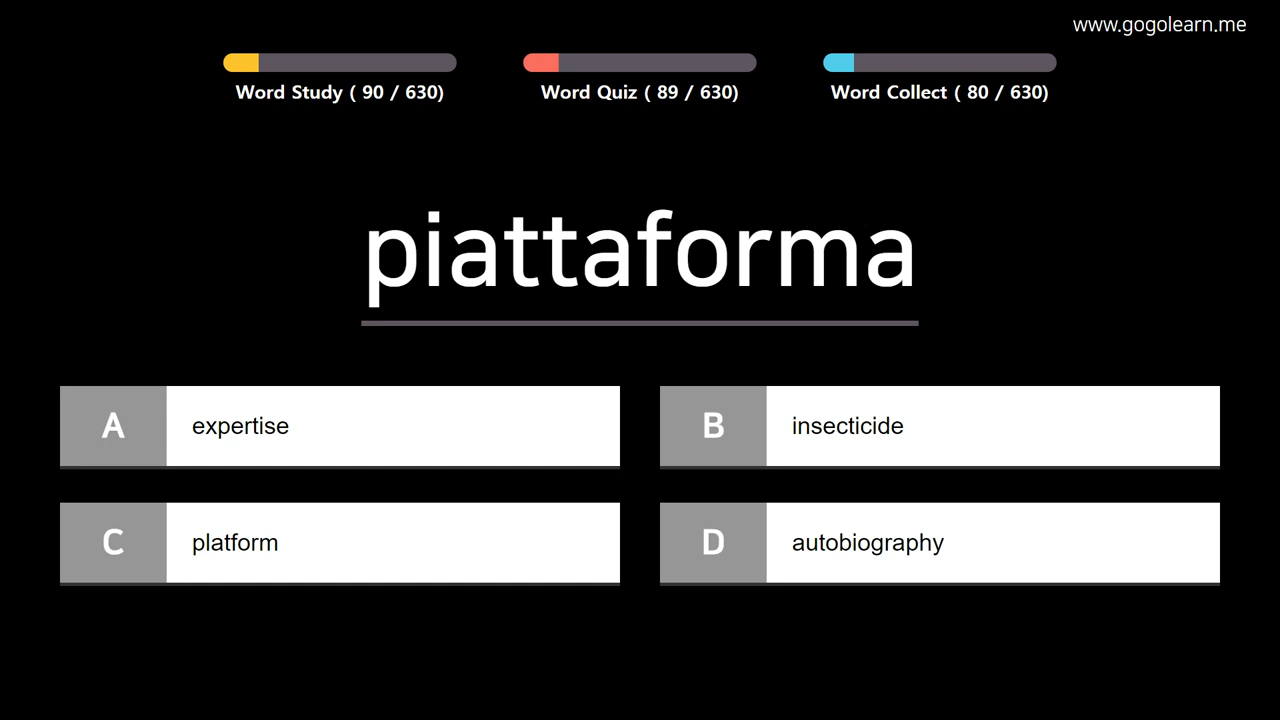 www.gogolearn.me
Word Study ( 90 / 630)
Word Quiz ( 89 / 630)
Word Collect ( 80 / 630)
piattaforma
A expertise
B insecticide
C platform
D autobiography